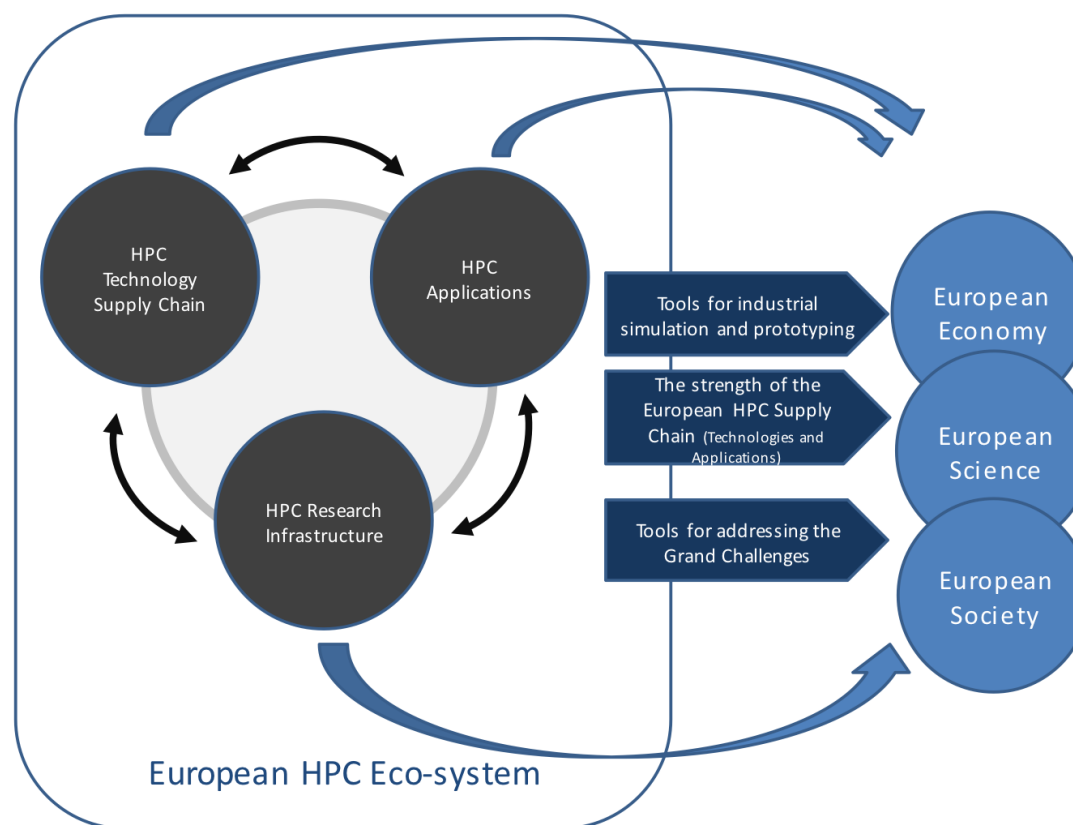 HPC
Technology
Supply Chain
HPC
Applications
HPC Research
Infrastructure
Tools for industrial
simulation and prototyping
The strength of the
European HPC Supply
Chain (Technologies and
Applications)
Tools for addressing the
Grand Challenges
European
Economy
European
Science
European
Society
European HPC Eco-system